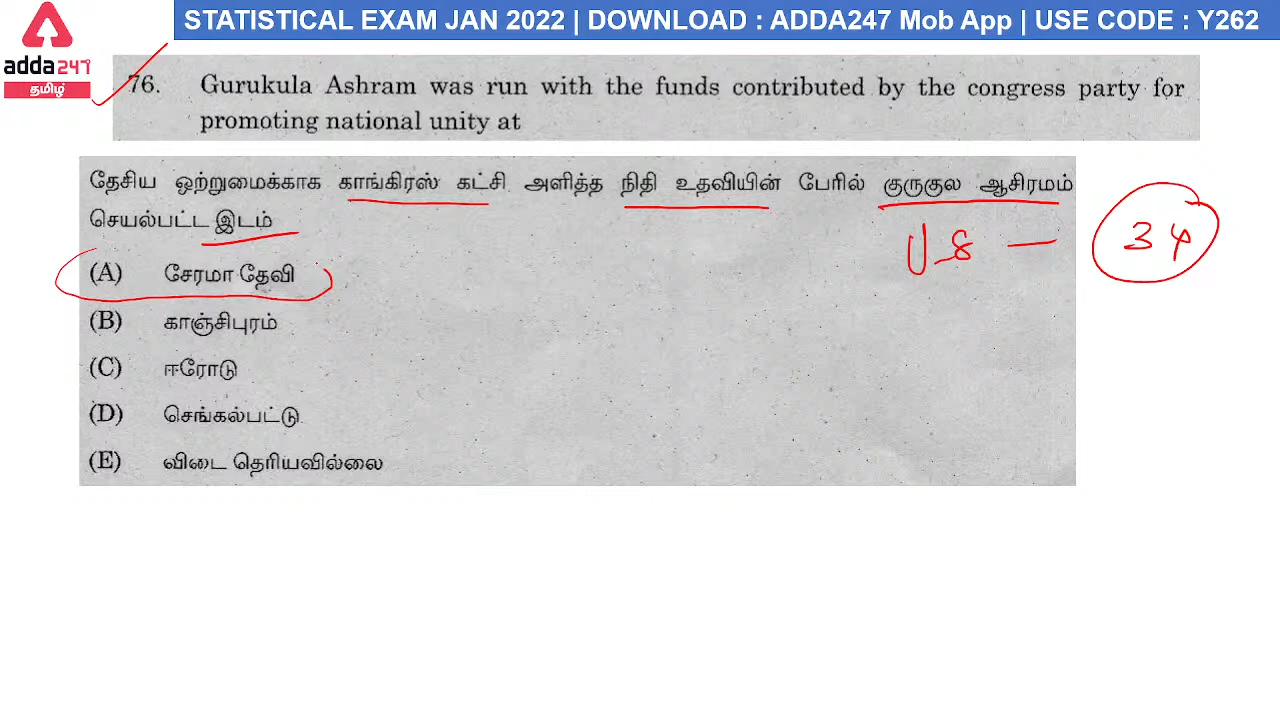 STATISTICAL EXAM JAN 2022 | DOWNLOAD : ADDA247 Mob App | USE CODE : Y262
adda247
தமிழ்
76. Gurukula Ashram was run with the funds contributed by the congress party for
promoting national unity at
தேசிய ஒற்றுமைக்காக காங்கிரஸ் கட்சி அளித்த நிதி உதவியின் பேரில் குருகுல ஆசிரமம்
செயல்பட்ட இடம்
(A) சேரமா தேவி
(B) காஞ்சிபுரம்
(C) ஈரோடு
(D) செங்கல்பட்டு
(E) விடை தெரியவில்லை
34